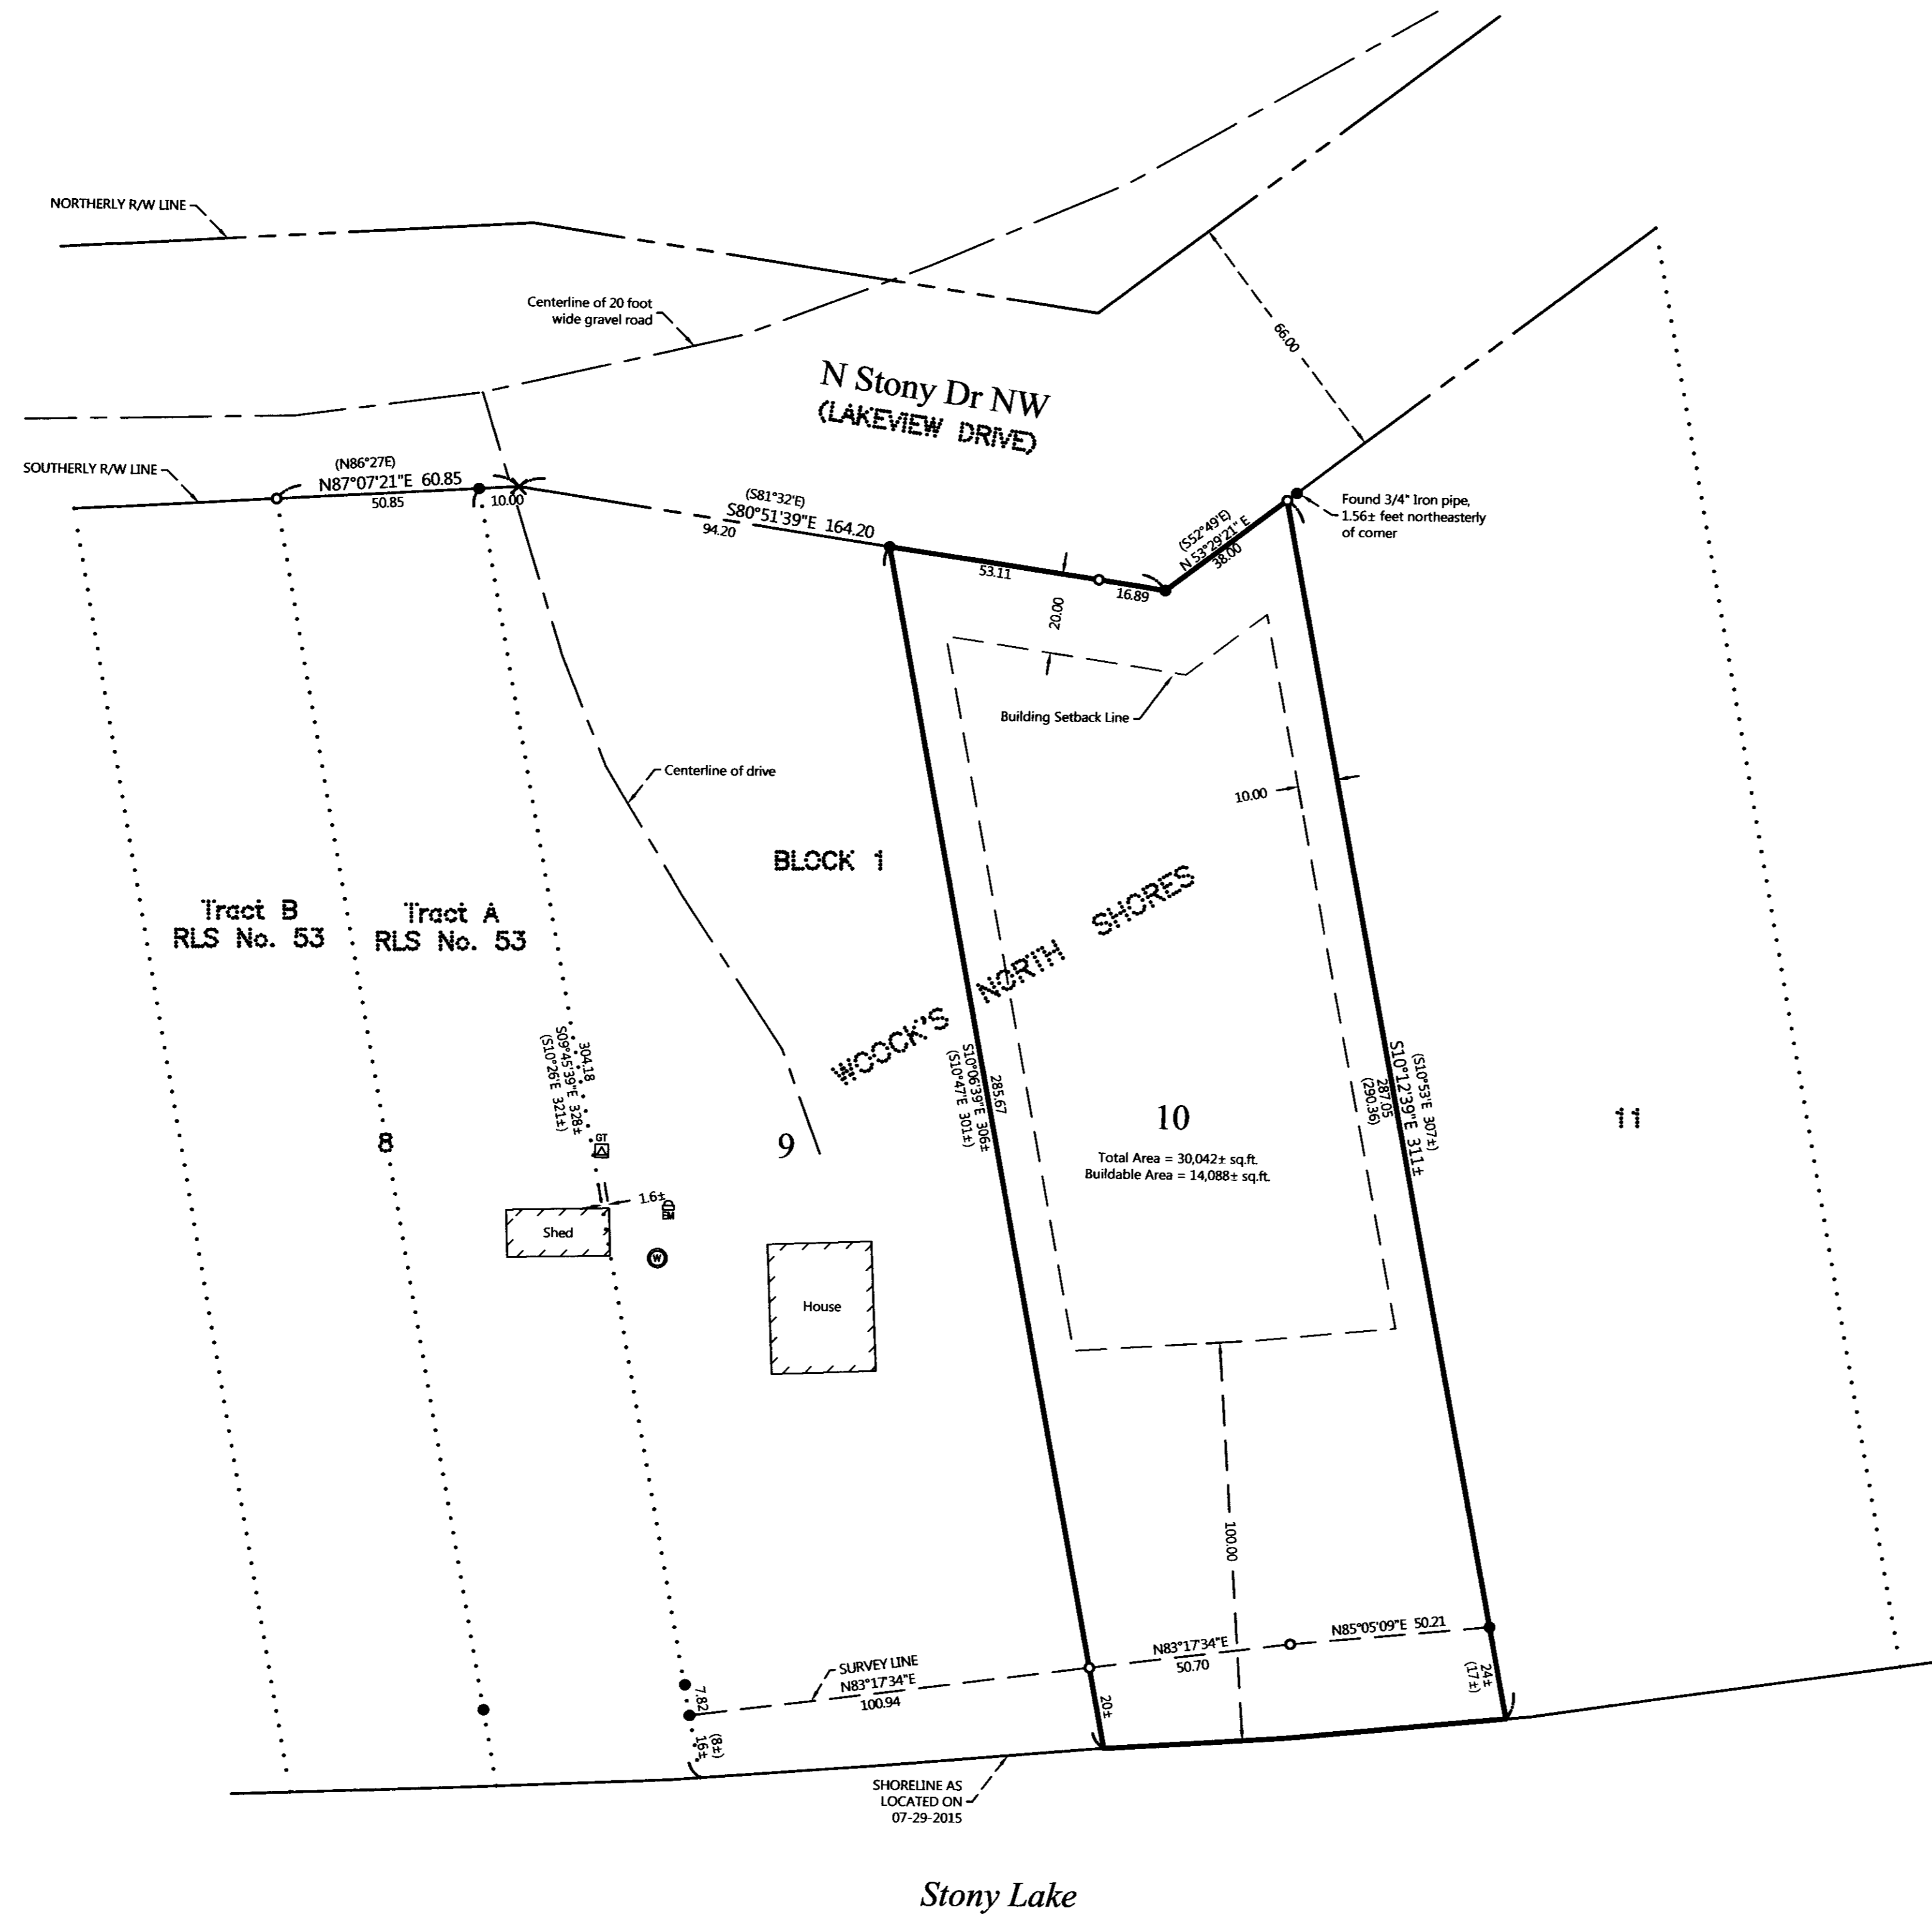 NORTHERLY R/W LINE
Centerline of 20 foot
wide gravel road
66.00
N Stony Dr NW
(LAKEVIEW DRIVE)
SOUTHERLY R/W LINE
(N86°27E)
N87°07'21"E 60.85
50.85
10.00
(S81°32'E)
S80°51'39"E 164.20
94.20
53.11
16.89
20.00
(S52°49'E)
N 53°29'21" E
38.00
Found 3/4" Iron pipe,
1.56± feet northeasterly
of corner
Building Setback Line
Centerline of drive
10.00
BLOCK 1
Tract B
RLS No. 53
Tract A
RLS No. 53
WOOCK'S NORTH SHORES
304.18
S09°45'39"E 328±
(S10°26'E 321±)
285.67
S10°06'39"E 306±
(S10°47'E 301±)
(S10°53'E 307±)
S10°12'39"E 311±
287.05
(290.36)
8
9
10
11
Total Area = 30,042± sq.ft.
Buildable Area = 14,088± sq.ft.
GT
1.6±
EM
Shed
W
House
100.00
SURVEY LINE
N83°17'34"E
100.94
N83°17'34"E
50.70
N85°05'09"E 50.21
7.82
(8±)
16±
20±
24±
(17±)
SHORELINE AS
LOCATED ON
07-29-2015
Stony Lake